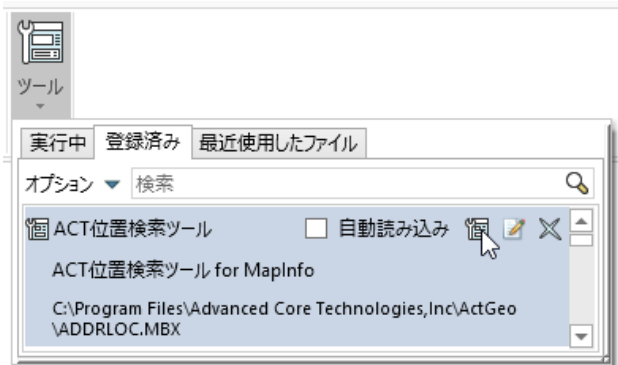 ツール
実行中 登録済み 最近使用したファイル
オプション 検索
ACT位置検索ツール 自動読み込み
ACT位置検索ツール for MapInfo
C:\Program Files\Advanced Core Technologies,Inc\ActGeo
\ADDRLOC.MBX